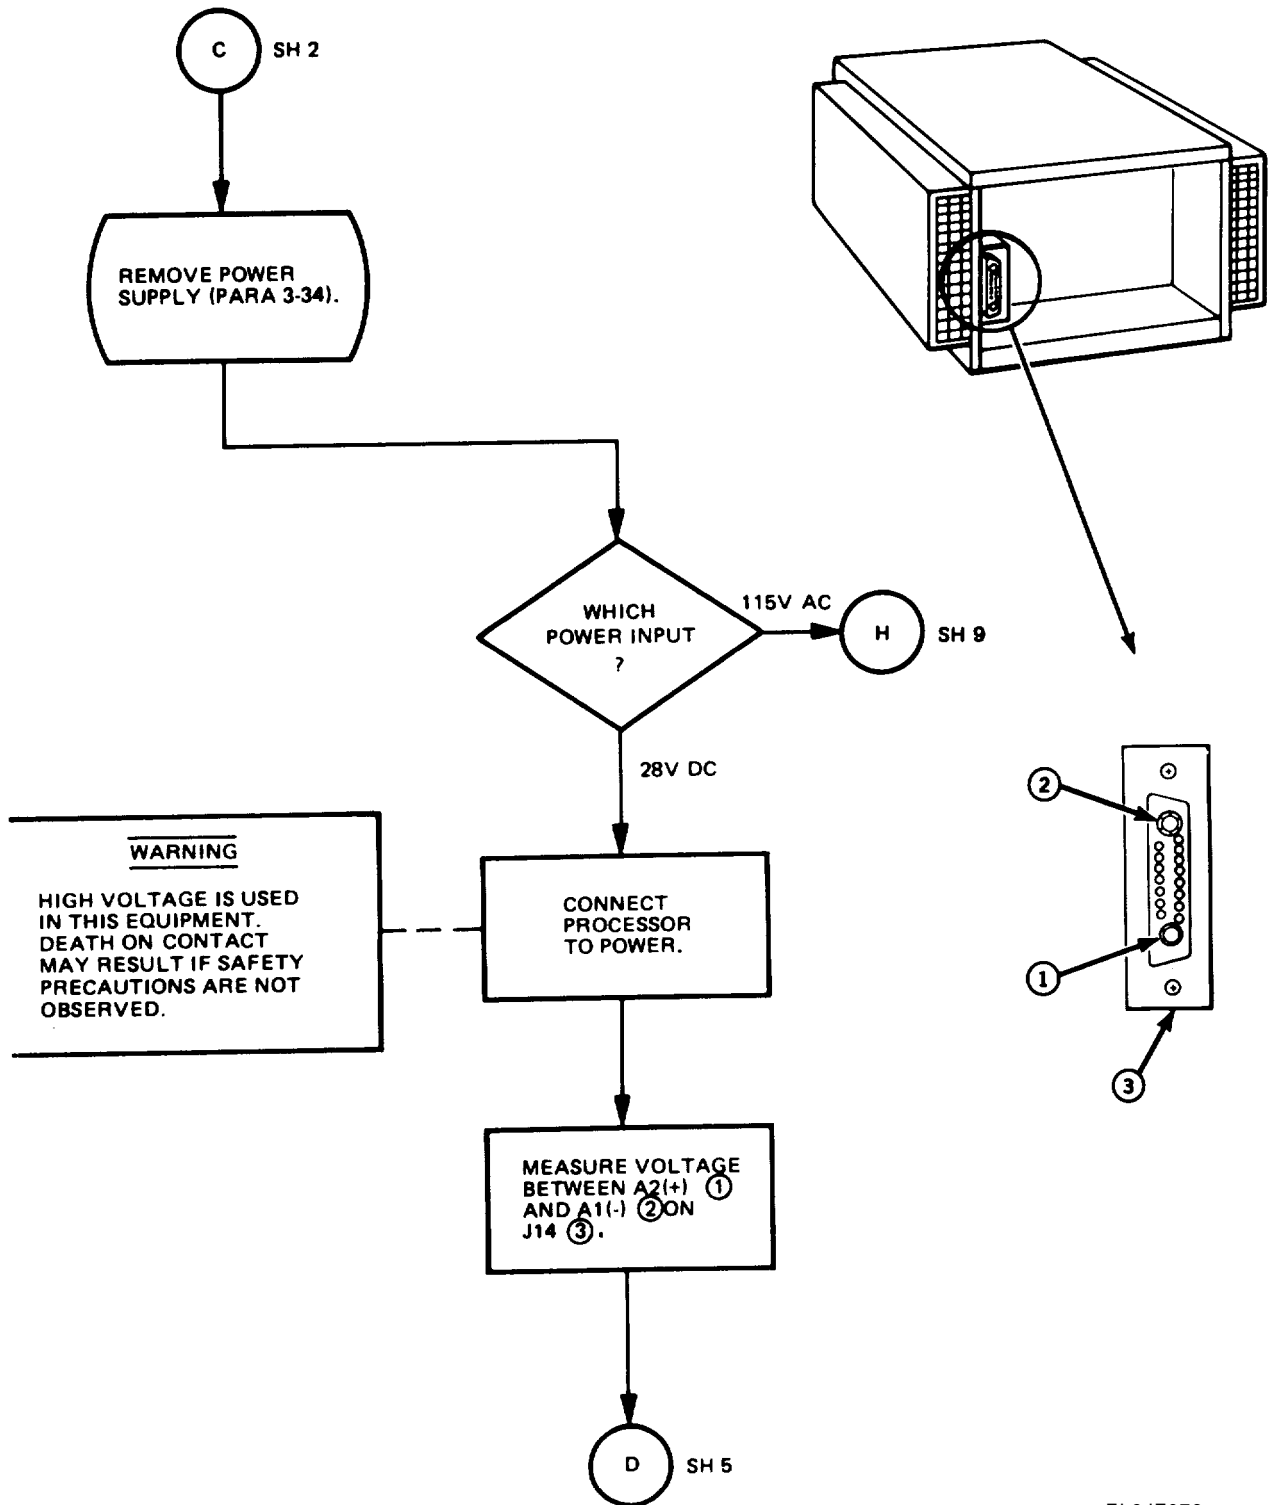 C SH 2
REMOVE POWER
SUPPLY (PARA 3-34).
WHICH
POWER INPUT
?
115V AC
H SH 9
28V DC
WARNING
HIGH VOLTAGE IS USED
IN THIS EQUIPMENT.
DEATH ON CONTACT
MAY RESULT IF SAFETY
PRECAUTIONS ARE NOT
OBSERVED.
CONNECT
PROCESSOR
TO POWER.
2
1
3
MEASURE VOLTAGE
BETWEEN A2(+) ①
AND A1(-) ② ON
J14 ③.
D SH 5